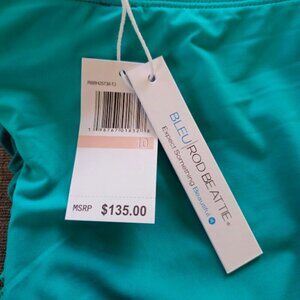 10
MSRP $135.00
BLEU | ROD BEATTIE®
Expect Something Beautiful